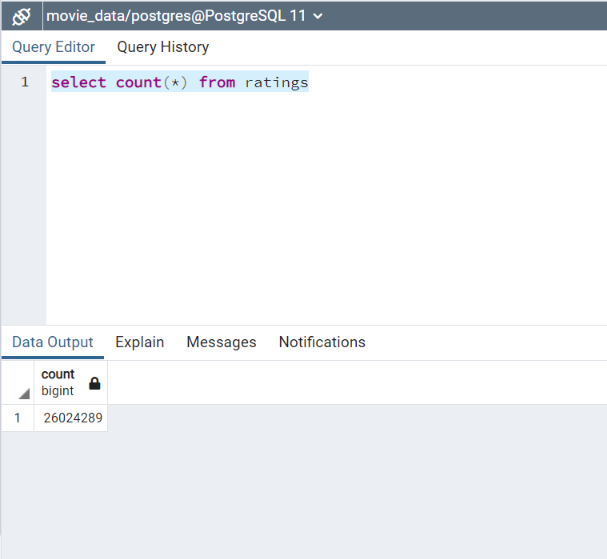 movie_data/postgres@PostgreSQL 11
Query Editor Query History
1 select count(*) from ratings
Data Output Explain Messages Notifications
count
bigint
1 26024289